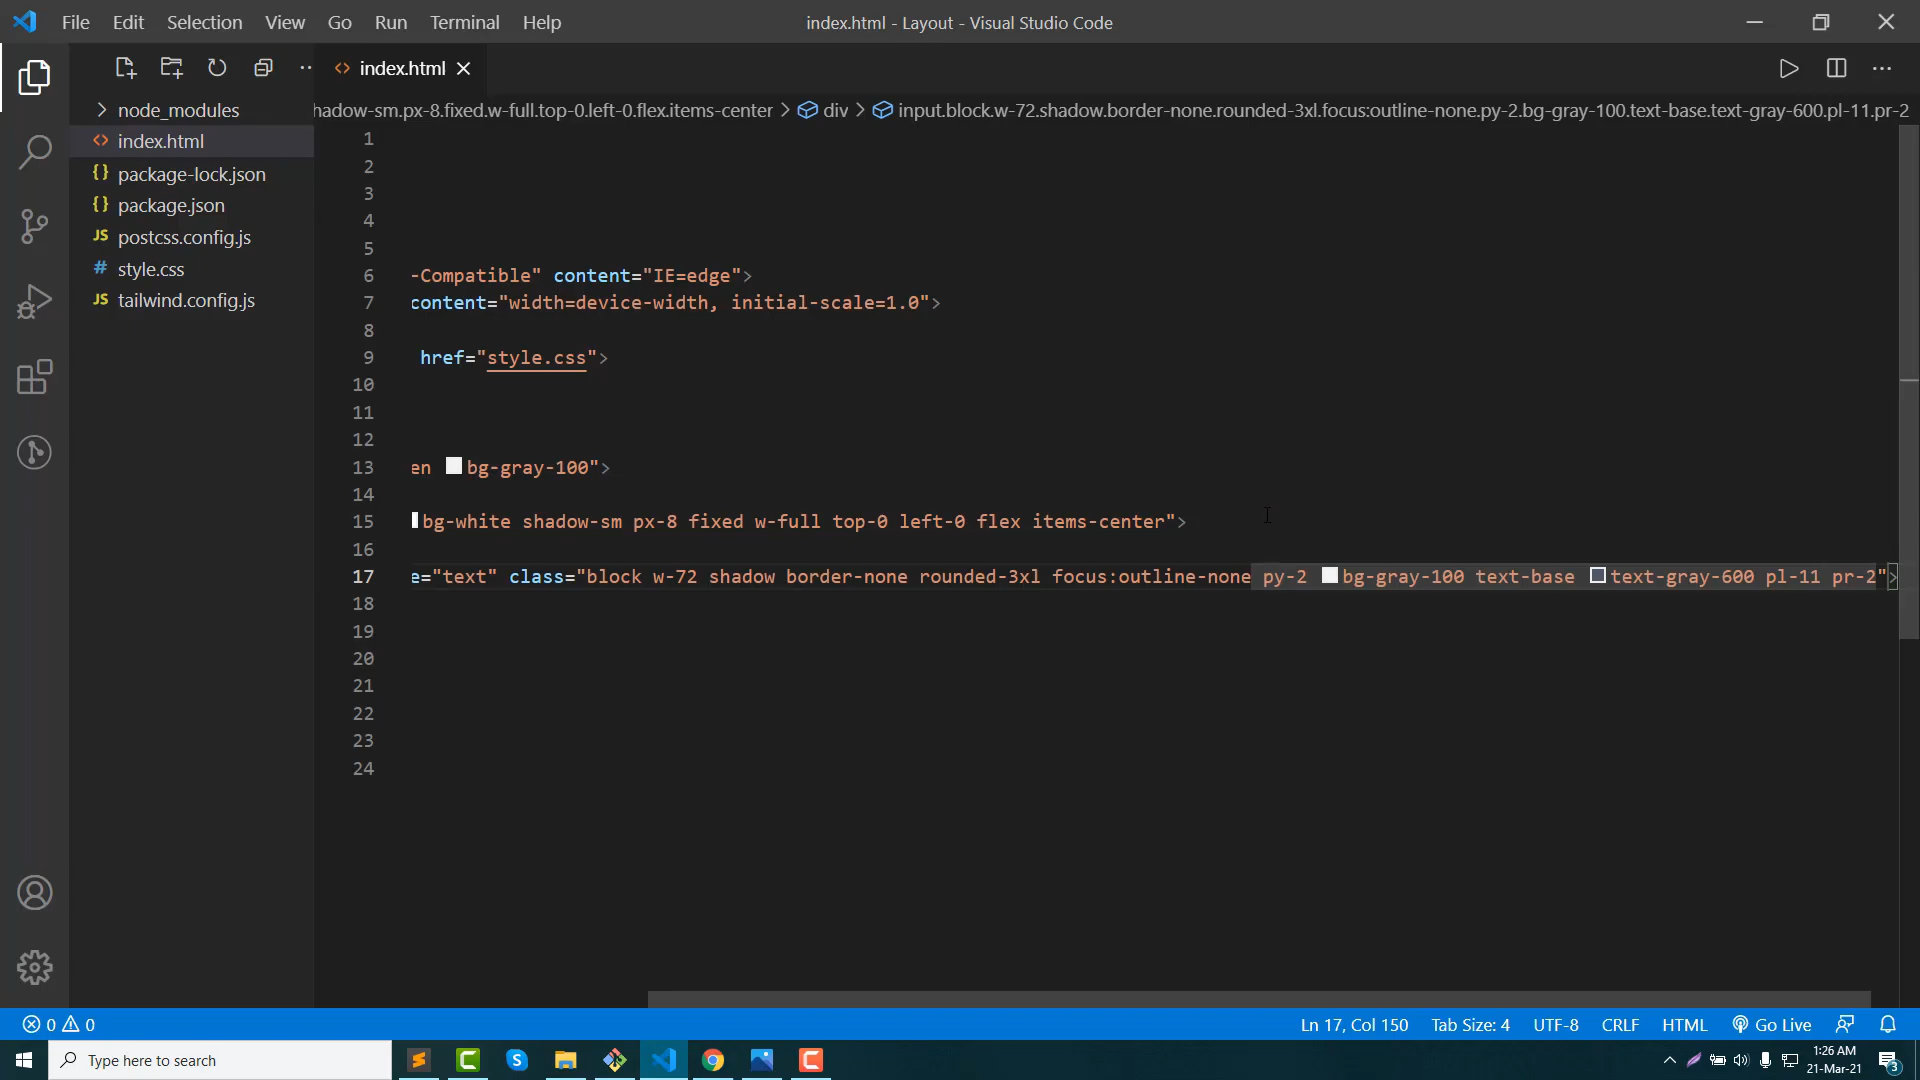 File Edit Selection View Go Run Terminal Help
index.html - Layout - Visual Studio Code
index.html
hadow-sm.px-8.fixed.w-full.top-0.left-0.flex.items-center > div > input.block.w-72.shadow.border-none.rounded-3xl.focus:outline-none.py-2.bg-gray-100.text-base.text-gray-600.pl-11.pr-2
node_modules
index.html
package-lock.json
package.json
JS postcss.config.js
# style.css
JS tailwind.config.js
1
2
3
4
5
6 -Compatible" content="IE=edge">
7 content="width=device-width, initial-scale=1.0">
8
9 href="style.css">
10
11
12
13 en bg-gray-100">
14
15 bg-white shadow-sm px-8 fixed w-full top-0 left-0 flex items-center">
16
17 e="text" class="block w-72 shadow border-none rounded-3xl focus:outline-none py-2 bg-gray-100 text-base text-gray-600 pl-11 pr-2">
18
19
20
21
22
23
24
0 0
Ln 17, Col 150 Tab Size: 4 UTF-8 CRLF HTML Go Live
Type here to search
1:26 AM
21-Mar-21
3